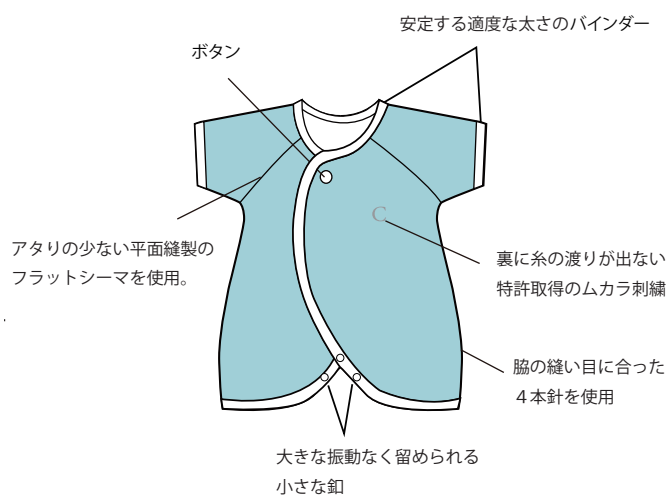 安定する適度な太さのバインダー
ボタン
C
アタりの少ない平面縫製の
フラットシーマを使用。
裏に糸の渡りが出ない
特許取得のムカラ刺繍
脇の縫い目に合った
４本針を使用
大きな振動なく留められる
小さな釦